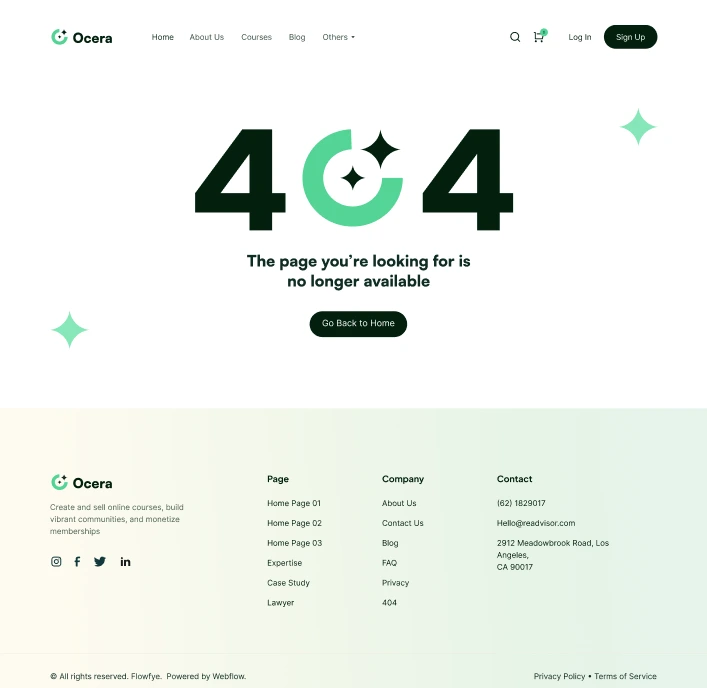 Ocera Home About Us Courses Blog Others Log In Sign Up
4 4
The page you’re looking for is
no longer available
Go Back to Home
Ocera
Create and sell online courses, build
vibrant communities, and monetize
memberships
Page
Home Page 01
Home Page 02
Home Page 03
Expertise
Case Study
Lawyer
Company
About Us
Contact Us
Blog
FAQ
Privacy
404
Contact
(62) 1829017
Hello@readvisor.com
2912 Meadowbrook Road, Los
Angeles,
CA 90017
© All rights reserved. Flowfye. Powered by Webflow.
Privacy Policy • Terms of Service